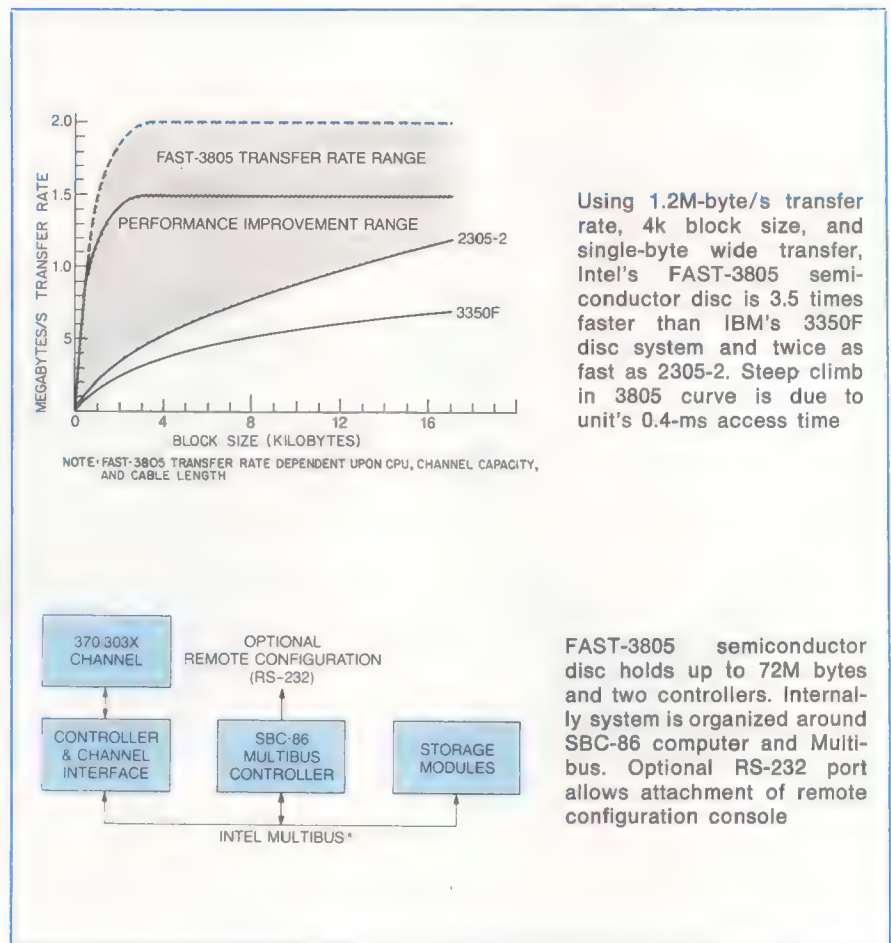 2.0
FAST-3805 TRANSFER RATE RANGE
1.5
PERFORMANCE IMPROVEMENT RANGE
2305-2
1.0
3350F
5
MEGABYTES/S TRANSFER RATE
0 4 8 12 16
BLOCK SIZE (KILOBYTES)
NOTE: FAST-3805 TRANSFER RATE DEPENDENT UPON CPU, CHANNEL CAPACITY,
AND CABLE LENGTH
Using 1.2M-byte/s transfer
rate, 4k block size, and
single-byte wide transfer,
Intel's FAST-3805 semi-
conductor disc is 3.5 times
faster than IBM's 3350F
disc system and twice as
fast as 2305-2. Steep climb
in 3805 curve is due to
unit's 0.4-ms access time
370 303X
CHANNEL
OPTIONAL
REMOTE CONFIGURATION
(RS-232)
CONTROLLER
& CHANNEL
INTERFACE
SBC-86
MULTIBUS
CONTROLLER
STORAGE
MODULES
INTEL MULTIBUS*
FAST-3805 semiconductor
disc holds up to 72M bytes
and two controllers. Internal-
ly system is organized around
SBC-86 computer and Multi-
bus. Optional RS-232 port
allows attachment of remote
configuration console